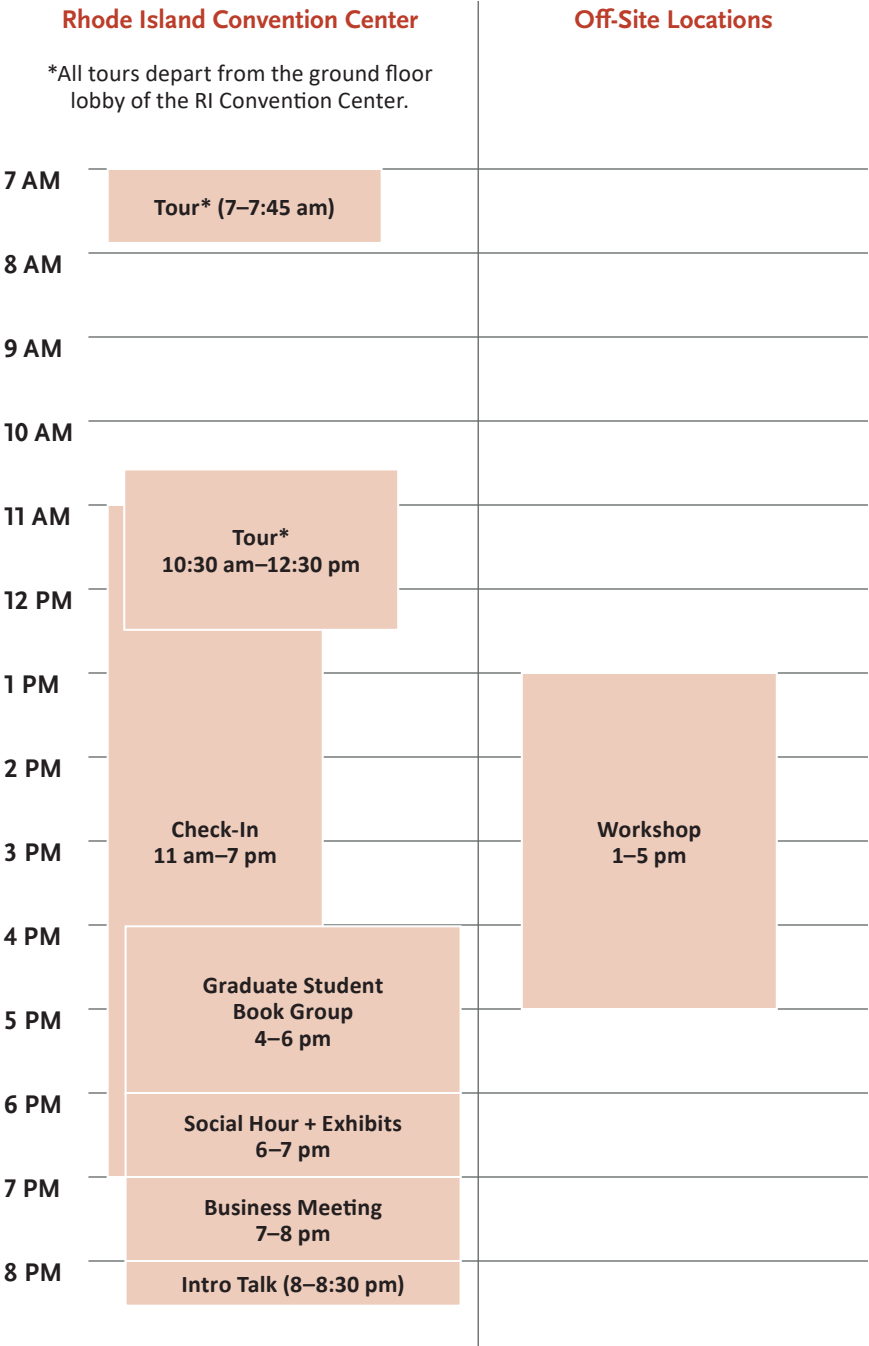 Rhode Island Convention Center
Off-Site Locations
*All tours depart from the ground floor
lobby of the RI Convention Center.
7 AM
Tour* (7–7:45 am)
8 AM
9 AM
10 AM
11 AM
Tour*
10:30 am–12:30 pm
12 PM
1 PM
2 PM
Check-In
11 am–7 pm
Workshop
1–5 pm
3 PM
4 PM
Graduate Student
Book Group
4–6 pm
5 PM
6 PM
Social Hour + Exhibits
6–7 pm
7 PM
Business Meeting
7–8 pm
8 PM
Intro Talk (8–8:30 pm)